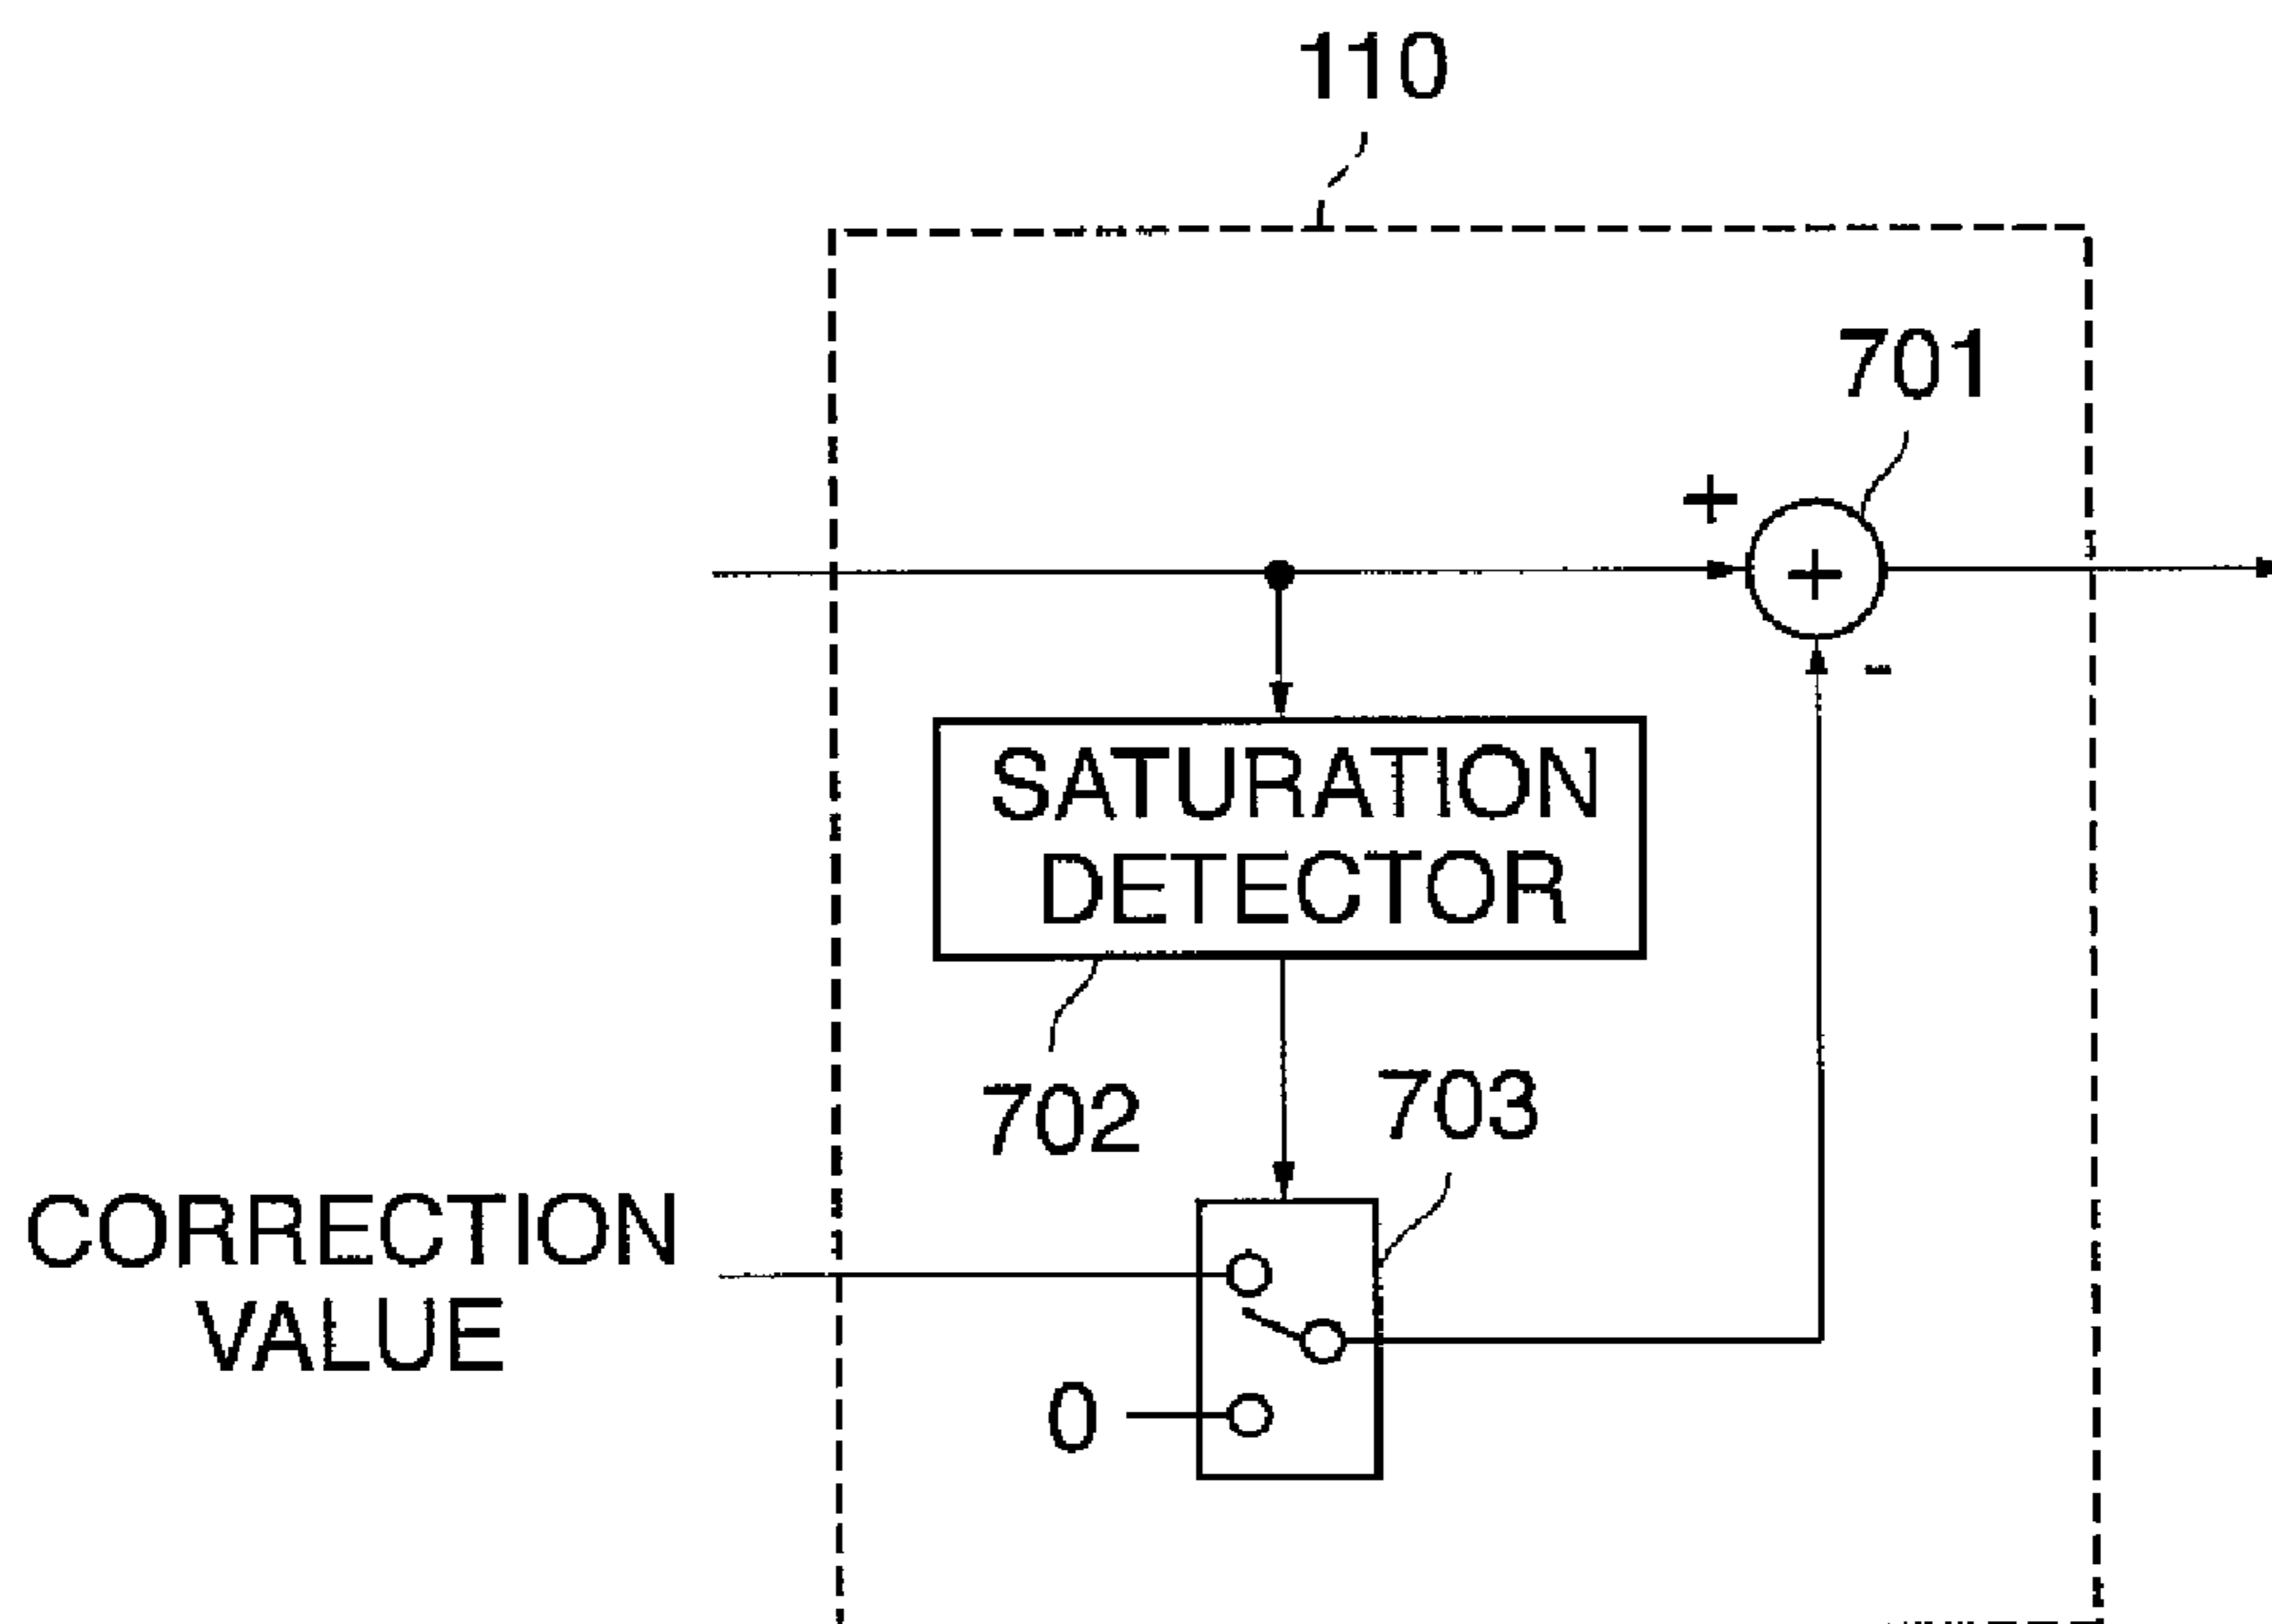 110
701
+
+
-
SATURATION
DETECTOR
702
703
CORRECTION
VALUE
0